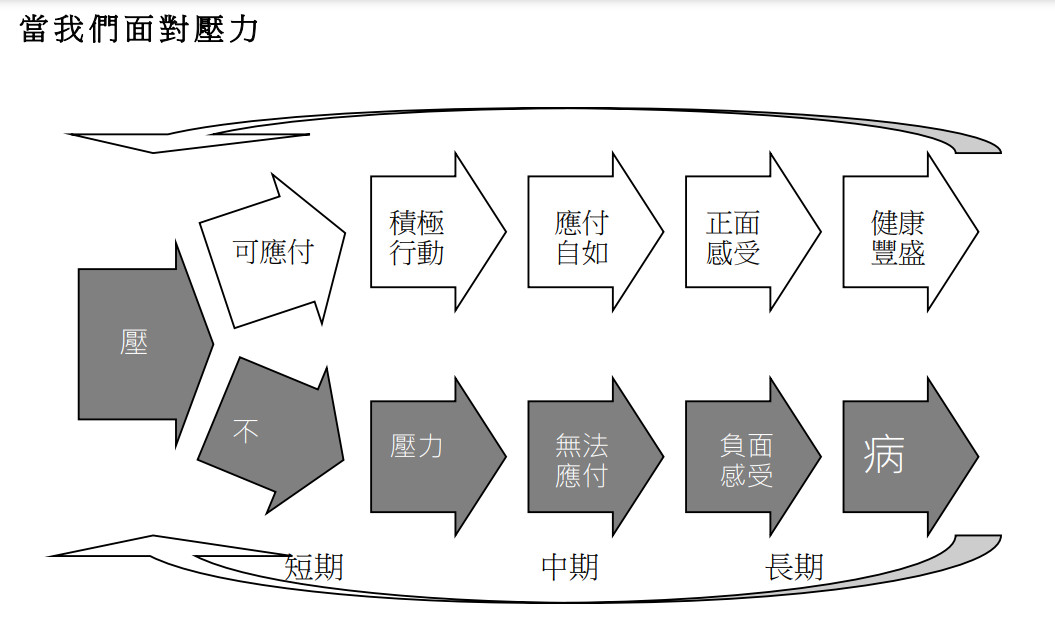 當我們面對壓力
可應付
積極
行動
應付
自如
正面
感受
健康
豐盛
壓
不
壓力
無法
應付
負面
感受
病
短期
中期
長期